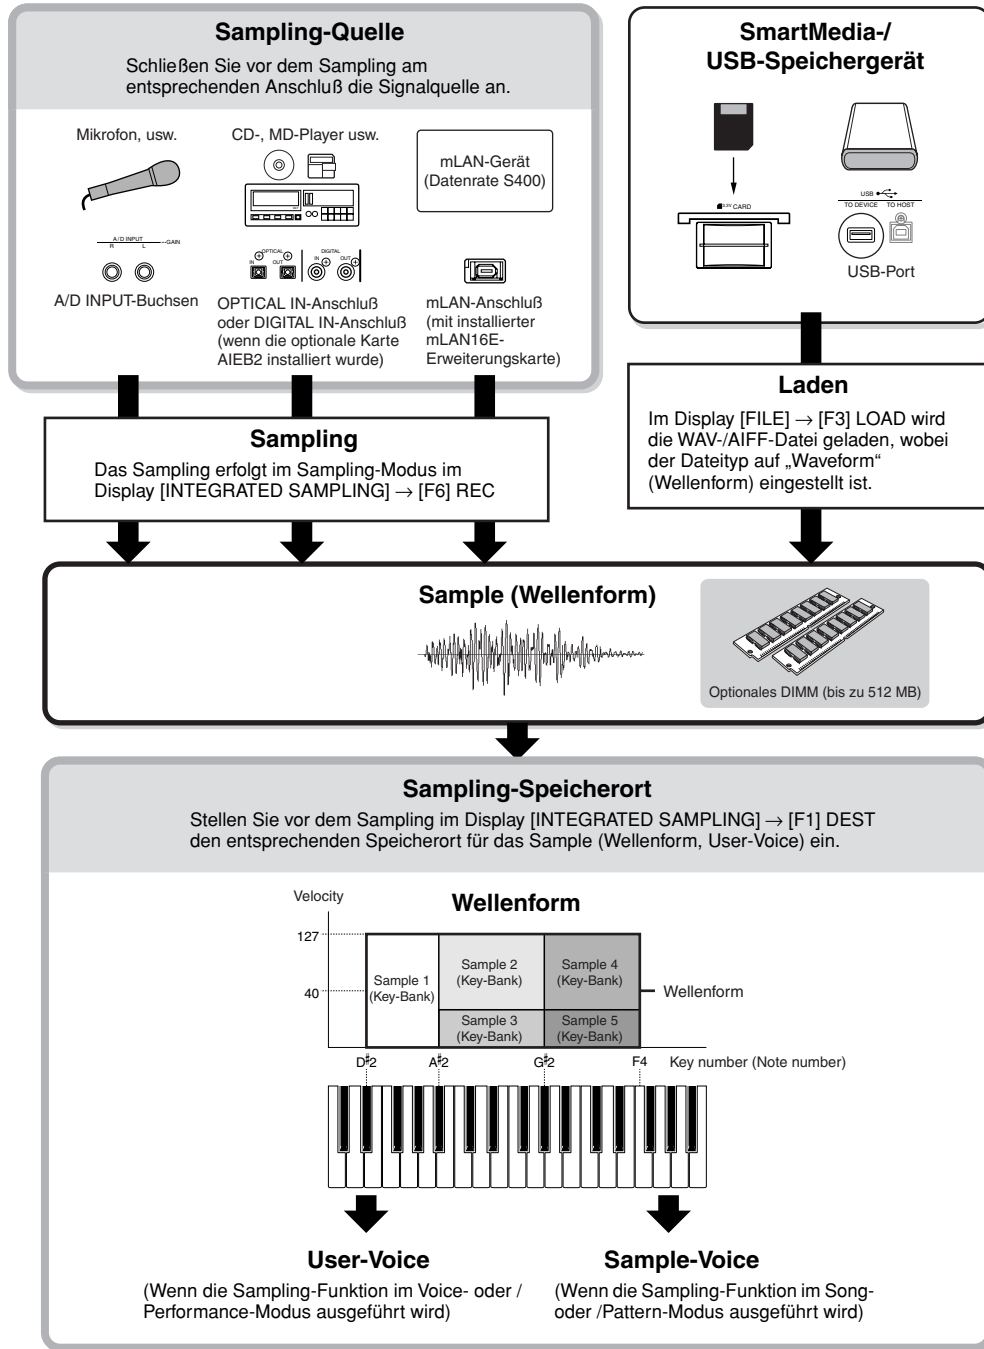 Sampling-Quelle
Schließen Sie vor dem Sampling am
entsprechenden Anschluß die Signalquelle an.
Mikrofon, usw.
A/D INPUT
R L GAIN
A/D INPUT-Buchsen
CD-, MD-Player usw.
OPTICAL DIGITAL
IN OUT IN OUT
OPTICAL IN-Anschluß
oder DIGITAL IN-Anschluß
(wenn die optionale Karte
AIEB2 installiert wurde)
mLAN-Gerät
(Datenrate S400)
mLAN-Anschluß
(mit installierter
mLAN16E-
Erweiterungskarte)
SmartMedia-/
USB-Speichergerät
3.3V CARD
USB
TO DEVICE TO HOST
USB-Port
Sampling
Das Sampling erfolgt im Sampling-Modus im
Display [INTEGRATED SAMPLING] → [F6] REC
Laden
Im Display [FILE] → [F3] LOAD wird
die WAV-/AIFF-Datei geladen, wobei
der Dateityp auf „Waveform“
(Wellenform) eingestellt ist.
Sample (Wellenform)
Optionales DIMM (bis zu 512 MB)
Sampling-Speicherort
Stellen Sie vor dem Sampling im Display [INTEGRATED SAMPLING] → [F1] DEST
den entsprechenden Speicherort für das Sample (Wellenform, User-Voice) ein.
Velocity
Wellenform
127
40
Sample 1
(Key-Bank)
Sample 2
(Key-Bank)
Sample 4
(Key-Bank)
Sample 3
(Key-Bank)
Sample 5
(Key-Bank)
Wellenform
D♯2 A♯2 G♯2 F4 Key number (Note number)
User-Voice
(Wenn die Sampling-Funktion im Voice- oder /
Performance-Modus ausgeführt wird)
Sample-Voice
(Wenn die Sampling-Funktion im Song-
oder /Pattern-Modus ausgeführt wird)